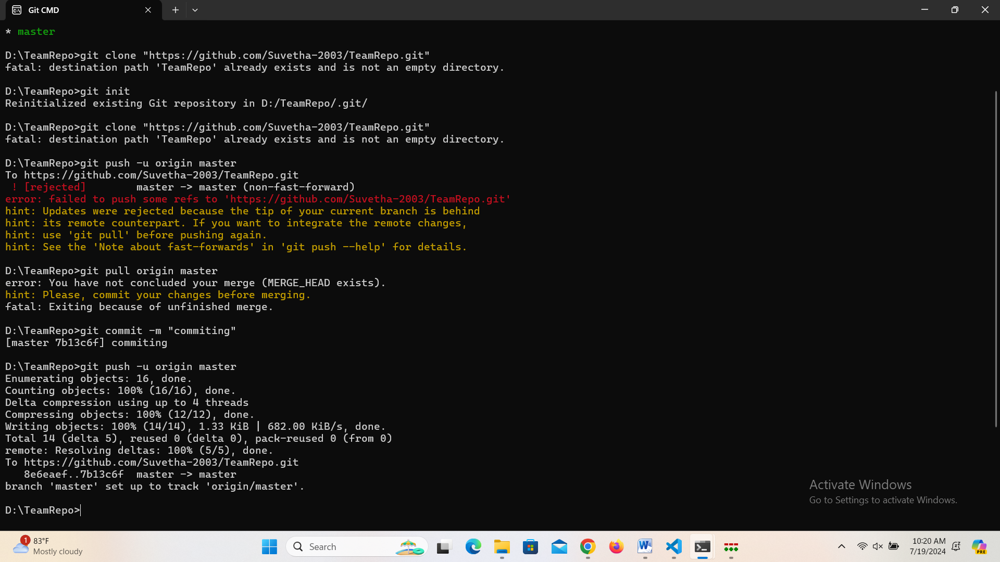 Git CMD
* master
D:\TeamRepo>git clone "https://github.com/Suvetha-2003/TeamRepo.git"
fatal: destination path 'TeamRepo' already exists and is not an empty directory.
D:\TeamRepo>git init
Reinitialized existing Git repository in D:/TeamRepo/.git/
D:\TeamRepo>git clone "https://github.com/Suvetha-2003/TeamRepo.git"
fatal: destination path 'TeamRepo' already exists and is not an empty directory.
D:\TeamRepo>git push -u origin master
To https://github.com/Suvetha-2003/TeamRepo.git
 ! [rejected]        master -> master (non-fast-forward)
error: failed to push some refs to 'https://github.com/Suvetha-2003/TeamRepo.git'
hint: Updates were rejected because the tip of your current branch is behind
hint: its remote counterpart. If you want to integrate the remote changes,
hint: use 'git pull' before pushing again.
hint: See the 'Note about fast-forwards' in 'git push --help' for details.
D:\TeamRepo>git pull origin master
error: You have not concluded your merge (MERGE_HEAD exists).
hint: Please, commit your changes before merging.
fatal: Exiting because of unfinished merge.
D:\TeamRepo>git commit -m "commiting"
[master 7b13c6f] commiting
D:\TeamRepo>git push -u origin master
Enumerating objects: 16, done.
Counting objects: 100% (16/16), done.
Delta compression using up to 4 threads
Compressing objects: 100% (12/12), done.
Writing objects: 100% (14/14), 1.33 KiB | 682.00 KiB/s, done.
Total 14 (delta 5), reused 0 (delta 0), pack-reused 0 (from 0)
remote: Resolving deltas: 100% (5/5), done.
To https://github.com/Suvetha-2003/TeamRepo.git
   8e6eaef..7b13c6f  master -> master
branch 'master' set up to track 'origin/master'.
D:\TeamRepo>
Activate Windows
Go to Settings to activate Windows.
1
83°F
Mostly cloudy
Search
10:20 AM
7/19/2024
PRE